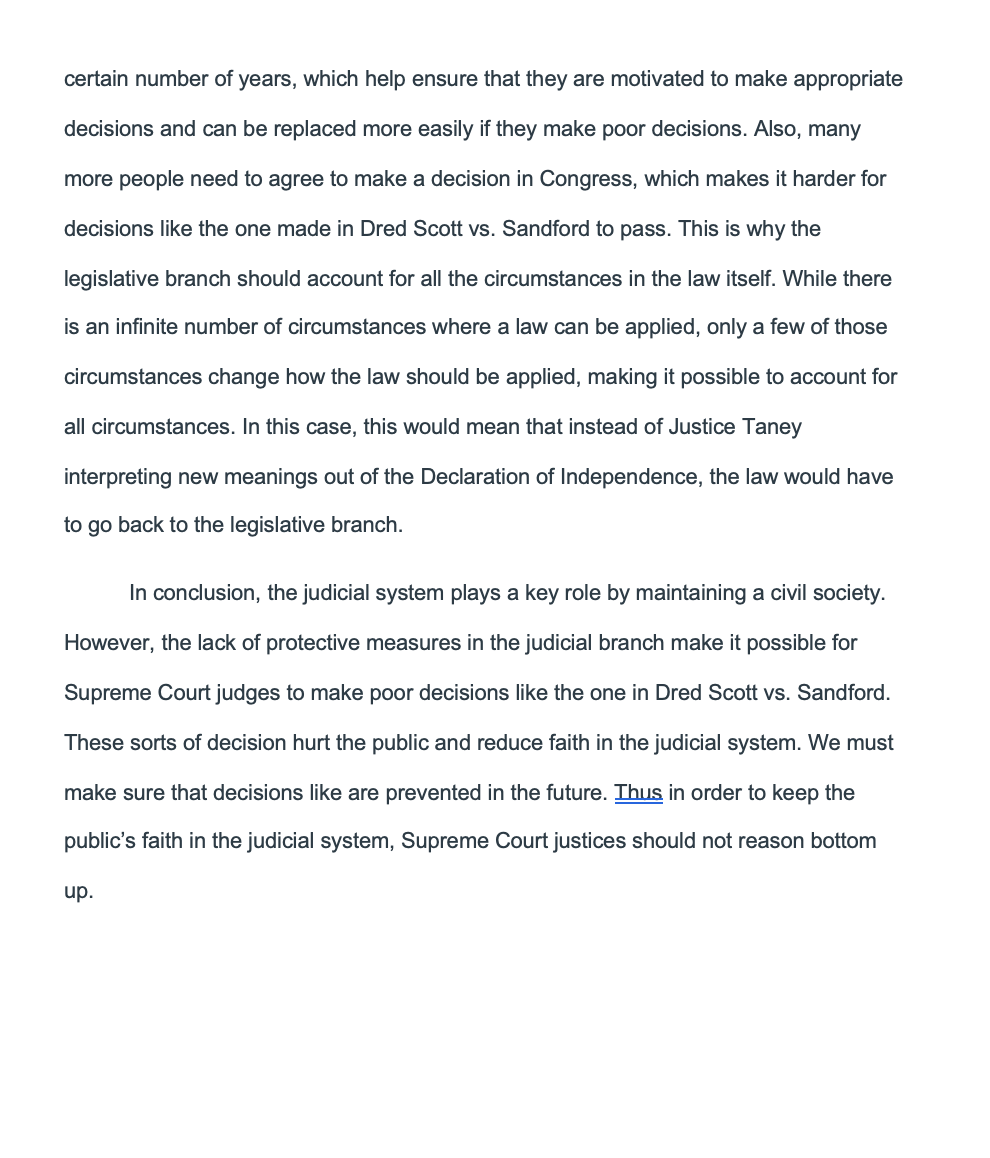 certain number of years, which help ensure that they are motivated to make appropriate
decisions and can be replaced more easily if they make poor decisions. Also, many
more people need to agree to make a decision in Congress, which makes it harder for
decisions like the one made in Dred Scott vs. Sandford to pass. This is why the
legislative branch should account for all the circumstances in the law itself. While there
is an infinite number of circumstances where a law can be applied, only a few of those
circumstances change how the law should be applied, making it possible to account for
all circumstances. In this case, this would mean that instead of Justice Taney
interpreting new meanings out of the Declaration of Independence, the law would have
to go back to the legislative branch.
In conclusion, the judicial system plays a key role by maintaining a civil society.
However, the lack of protective measures in the judicial branch make it possible for
Supreme Court judges to make poor decisions like the one in Dred Scott vs. Sandford.
These sorts of decision hurt the public and reduce faith in the judicial system. We must
make sure that decisions like are prevented in the future. Thus in order to keep the
public’s faith in the judicial system, Supreme Court justices should not reason bottom
up.